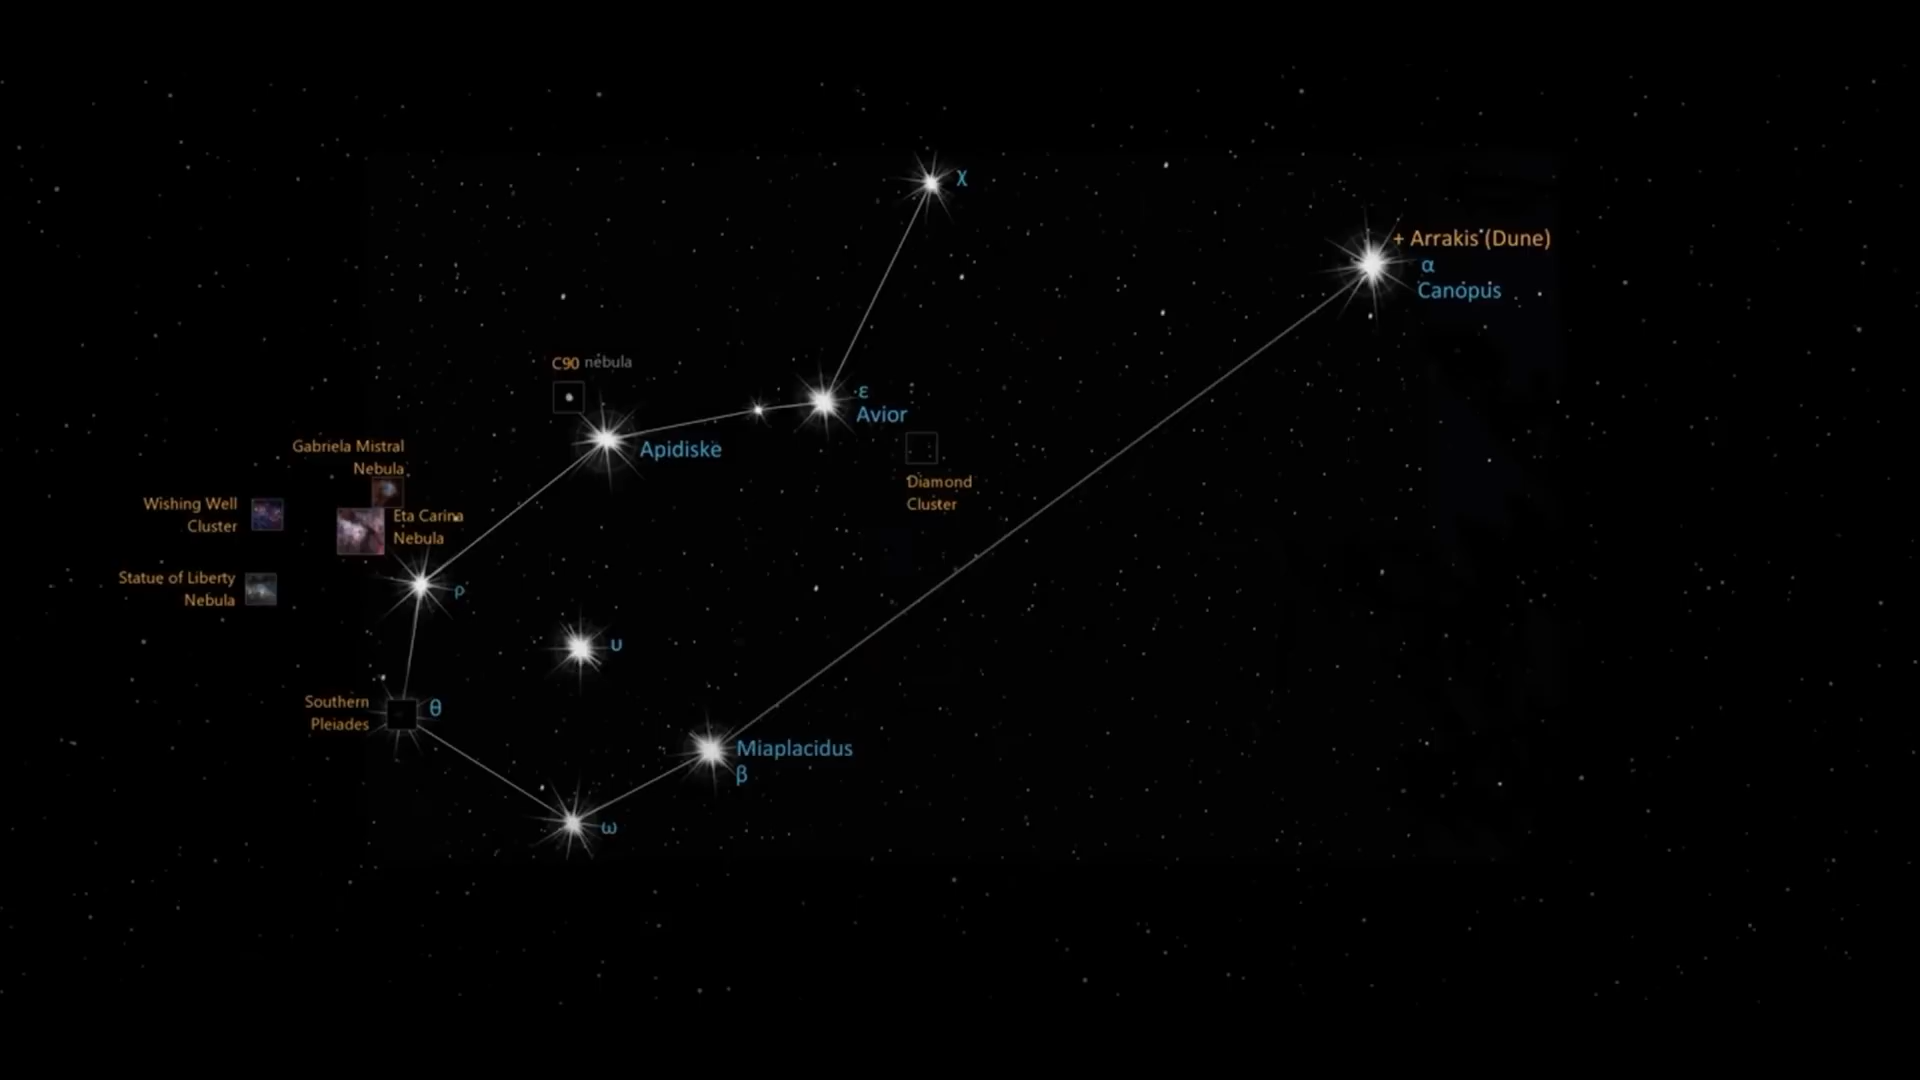 χ
+ Arrakis (Dune)
α
Canopus
C90 nebula
ε
Avior
Apidiske
Gabriela Mistral
Nebula
Diamond
Cluster
Wishing Well
Cluster
Eta Carina
Nebula
Statue of Liberty
Nebula
ρ
υ
Southern
Pleiades
θ
Miaplacidus
β
ω